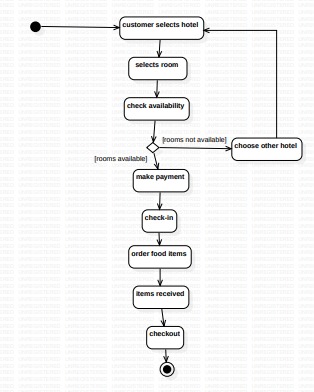 customer selects hotel
selects room
check availability
[rooms not available]
choose other hotel
[rooms available]
make payment
check-in
order food items
items received
checkout